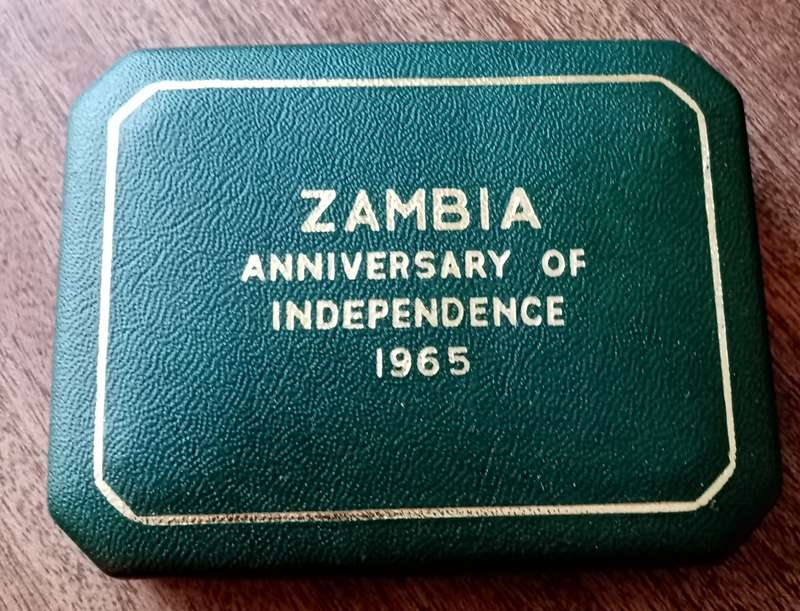 ZAMBIA
ANNIVERSARY OF
INDEPENDENCE
1965